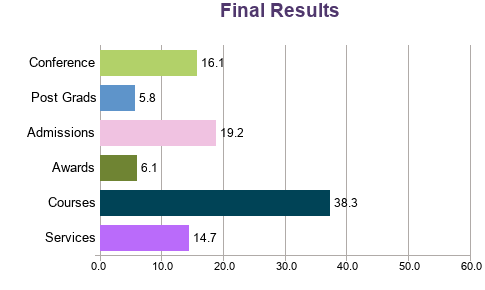 Final Results
Conference 16.1
Post Grads 5.8
Admissions 19.2
Awards 6.1
Courses 38.3
Services 14.7
0.0 10.0 20.0 30.0 40.0 50.0 60.0